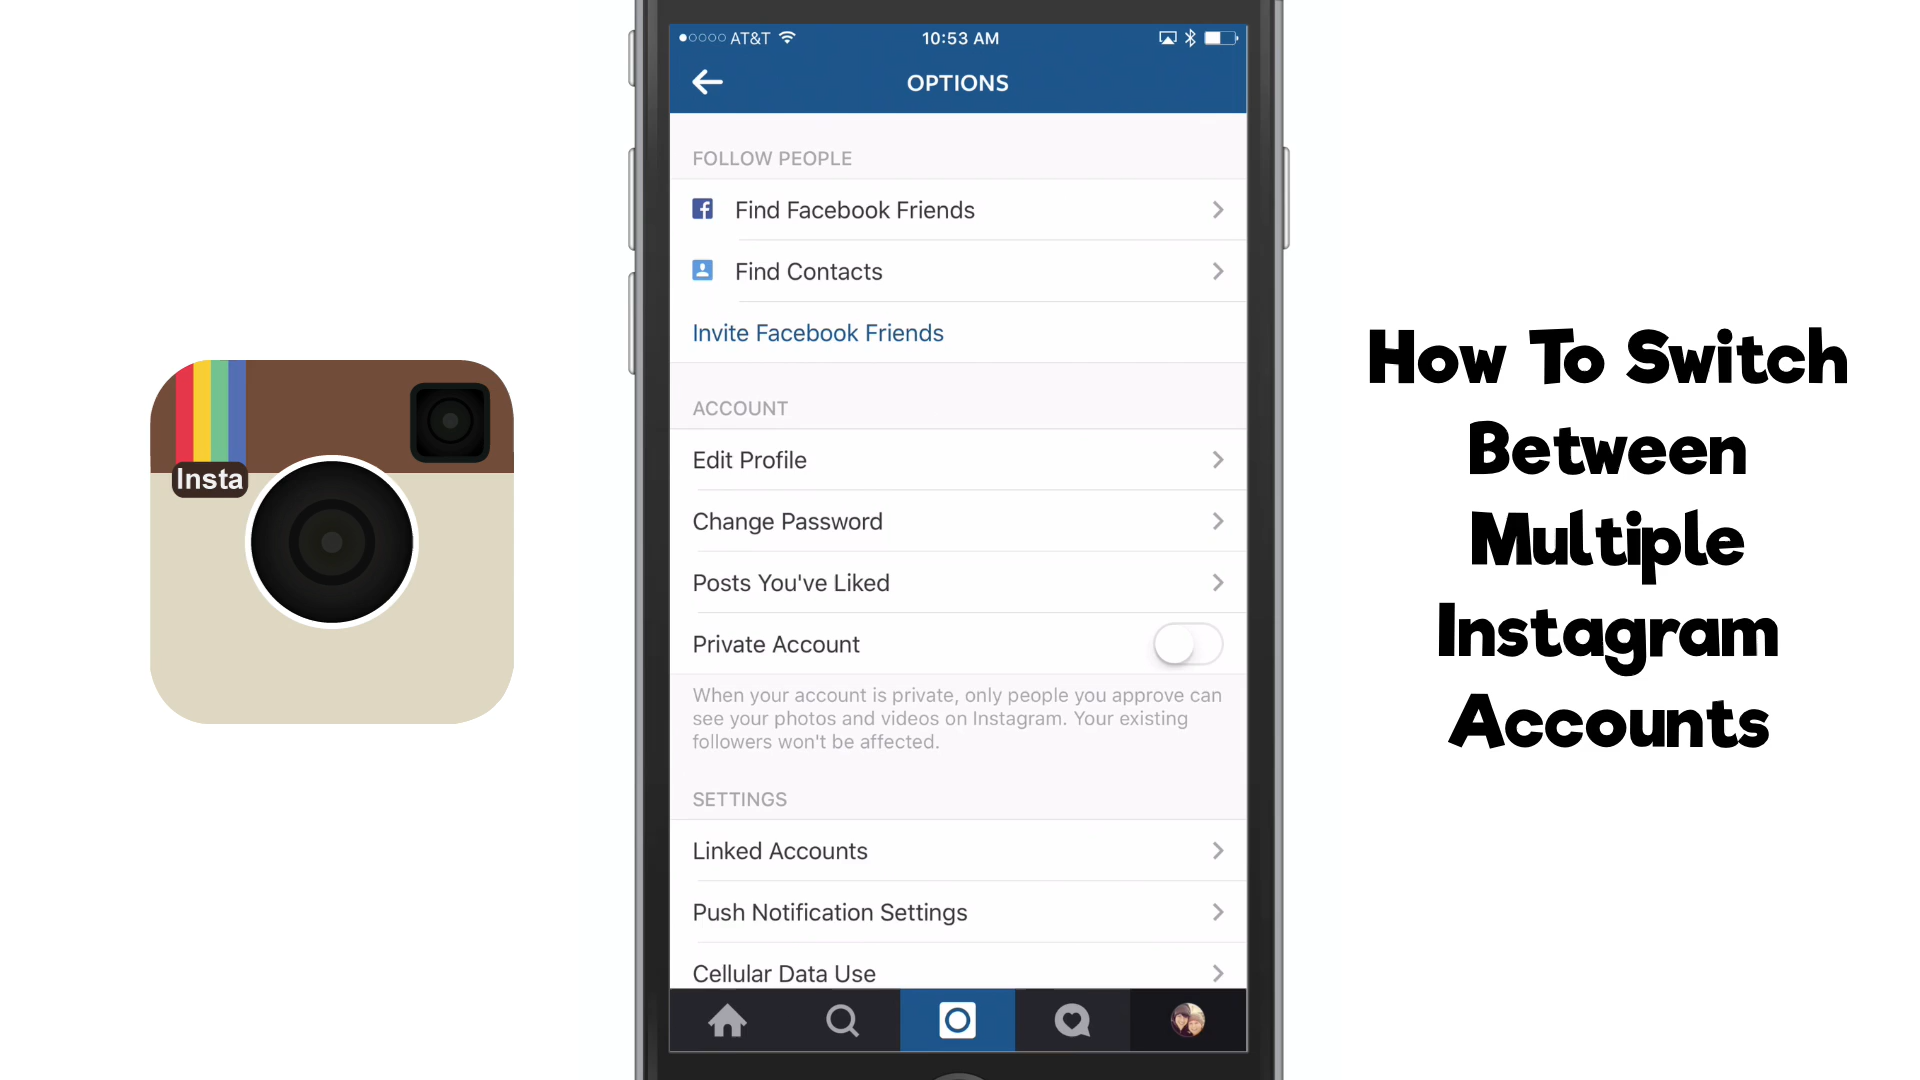 Insta
AT&T 10:53 AM
OPTIONS
FOLLOW PEOPLE
Find Facebook Friends
Find Contacts
Invite Facebook Friends
ACCOUNT
Edit Profile
Change Password
Posts You've Liked
Private Account
When your account is private, only people you approve can
see your photos and videos on Instagram. Your existing
followers won't be affected.
SETTINGS
Linked Accounts
Push Notification Settings
Cellular Data Use
How To Switch
Between
Multiple
Instagram
Accounts